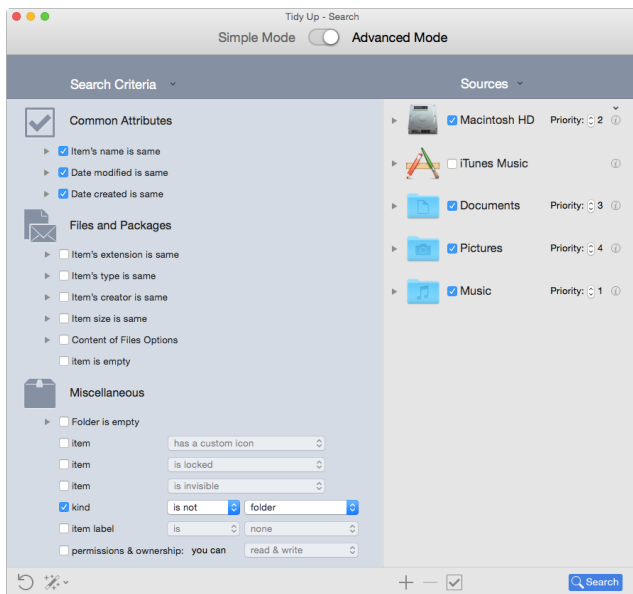 Tidy Up - Search
Simple Mode Advanced Mode
Search Criteria
Common Attributes
Item's name is same
Date modified is same
Date created is same
Files and Packages
Item's extension is same
Item's type is same
Item's creator is same
Item size is same
Content of Files Options
item is empty
Miscellaneous
Folder is empty
item has a custom icon
item is locked
item is invisible
kind is not folder
item label is none
permissions & ownership: you can read & write
Sources
Macintosh HD Priority: 2
iTunes Music
Documents Priority: 3
Pictures Priority: 4
Music Priority: 1
Search